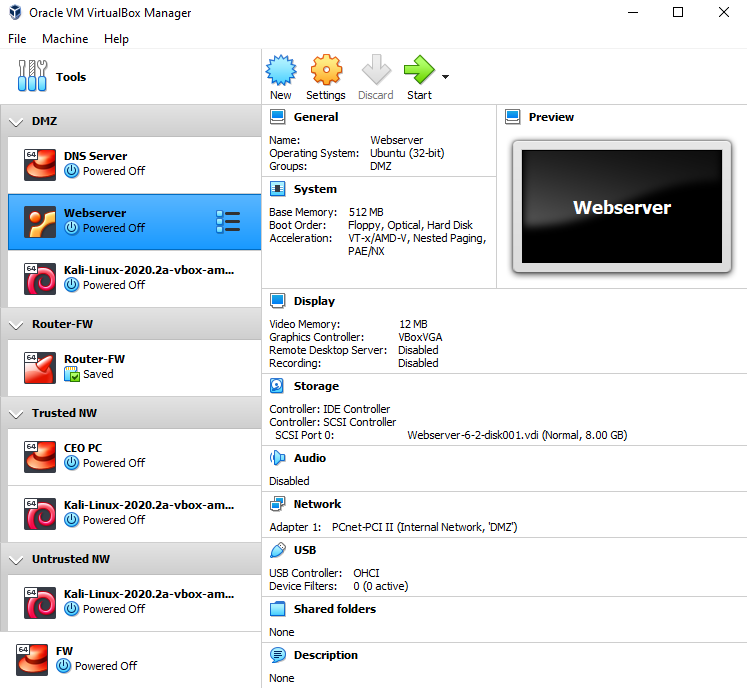 Oracle VM VirtualBox Manager
File Machine Help
Tools
New Settings Discard Start
DMZ
64
DNS Server
Powered Off
Webserver
Powered Off
64
Kali-Linux-2020.2a-vbox-am...
Powered Off
Router-FW
64
Router-FW
Saved
Trusted NW
64
CEO PC
Powered Off
64
Kali-Linux-2020.2a-vbox-am...
Powered Off
Untrusted NW
64
Kali-Linux-2020.2a-vbox-am...
Powered Off
64
FW
Powered Off
General
Name: Webserver
Operating System: Ubuntu (32-bit)
Groups: DMZ
Preview
Webserver
System
Base Memory: 512 MB
Boot Order: Floppy, Optical, Hard Disk
Acceleration: VT-x/AMD-V, Nested Paging,
PAE/NX
Display
Video Memory: 12 MB
Graphics Controller: VBoxVGA
Remote Desktop Server: Disabled
Recording: Disabled
Storage
Controller: IDE Controller
Controller: SCSI Controller
SCSI Port 0: Webserver-6-2-disk001.vdi (Normal, 8.00 GB)
Audio
Disabled
Network
Adapter 1: PCnet-PCI II (Internal Network, 'DMZ')
USB
USB Controller: OHCI
Device Filters: 0 (0 active)
Shared folders
None
Description
None